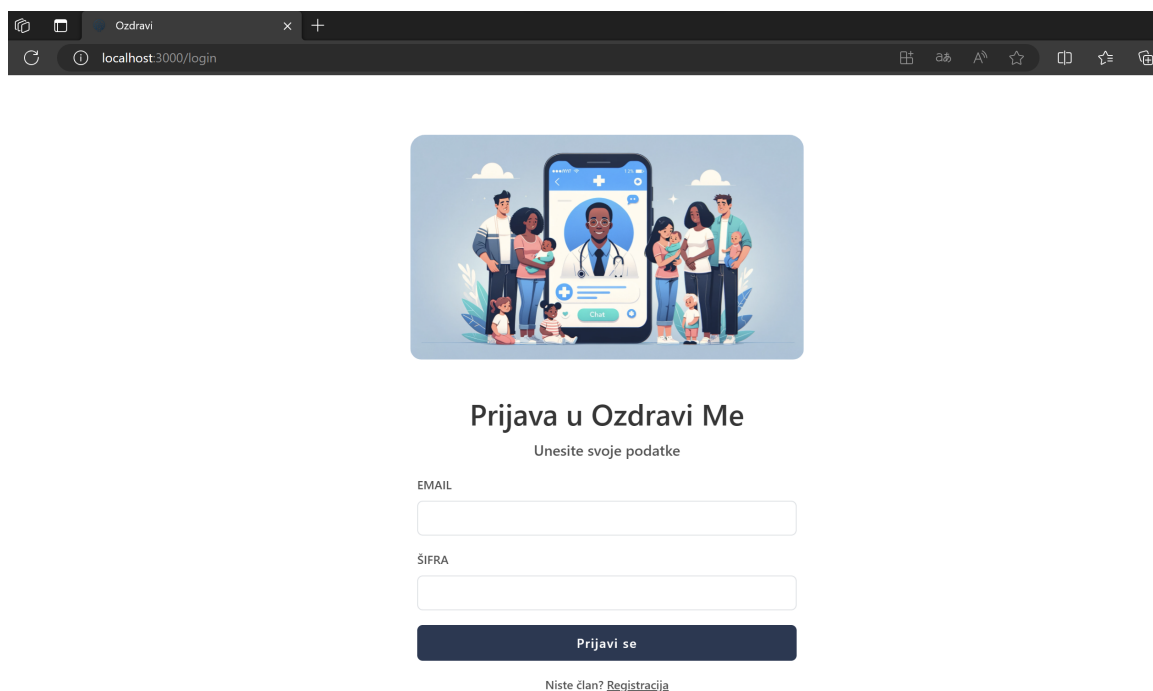 Ozdravi
localhost:3000/login
Chat
Prijava u Ozdravi Me
Unesite svoje podatke
EMAIL
ŠIFRA
Prijavi se
Niste član? Registracija